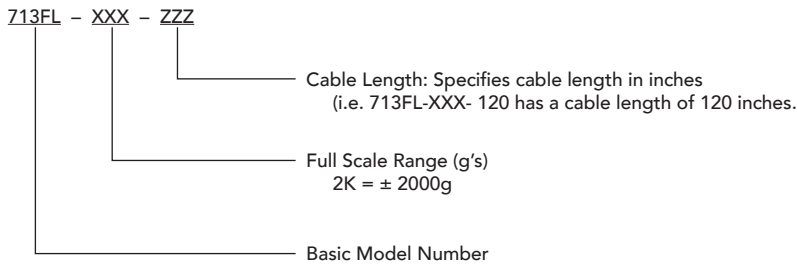 713FL – XXX – ZZZ
Cable Length: Specifies cable length in inches
(i.e. 713FL-XXX- 120 has a cable length of 120 inches.
Full Scale Range (g's)
2K = ± 2000g
Basic Model Number